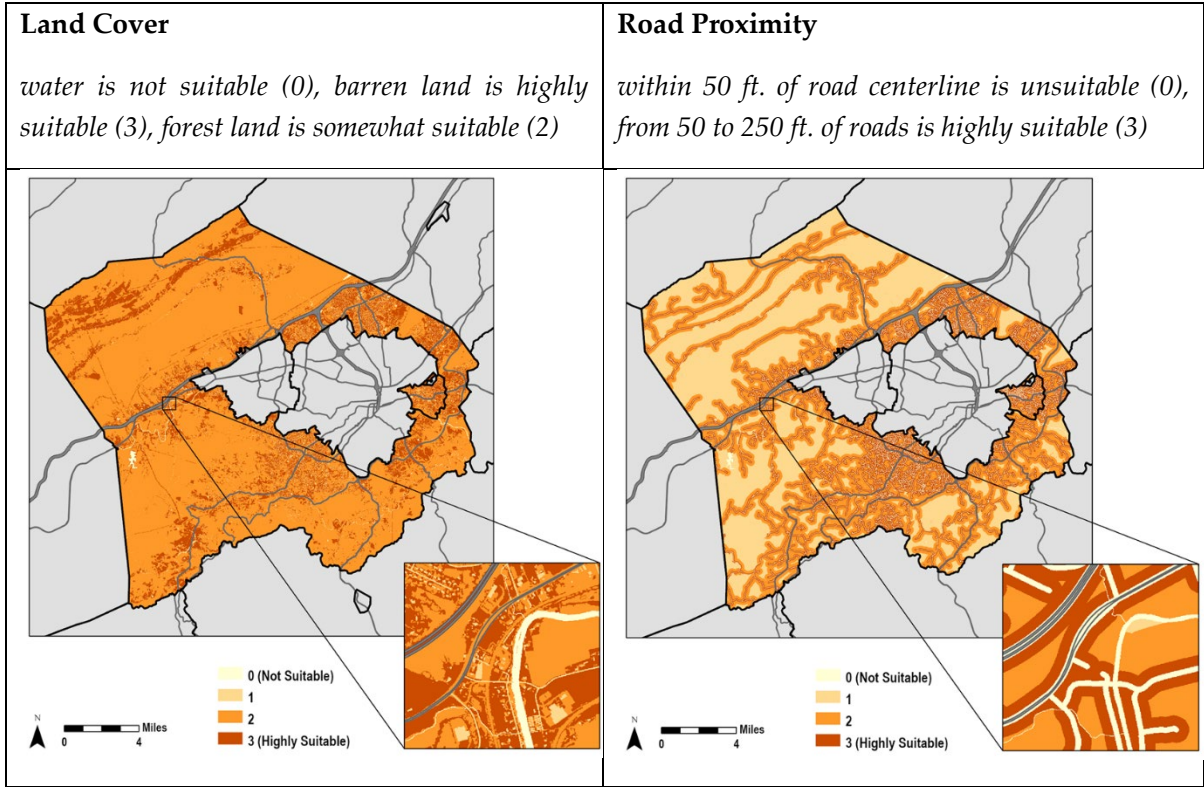 Land Cover
water is not suitable (0), barren land is highly
suitable (3), forest land is somewhat suitable (2)
Road Proximity
within 50 ft. of road centerline is unsuitable (0),
from 50 to 250 ft. of roads is highly suitable (3)
0 (Not Suitable)
1
2
3 (Highly Suitable)
N
Miles
0 4
0 (Not Suitable)
1
2
3 (Highly Suitable)
N
Miles
0 4